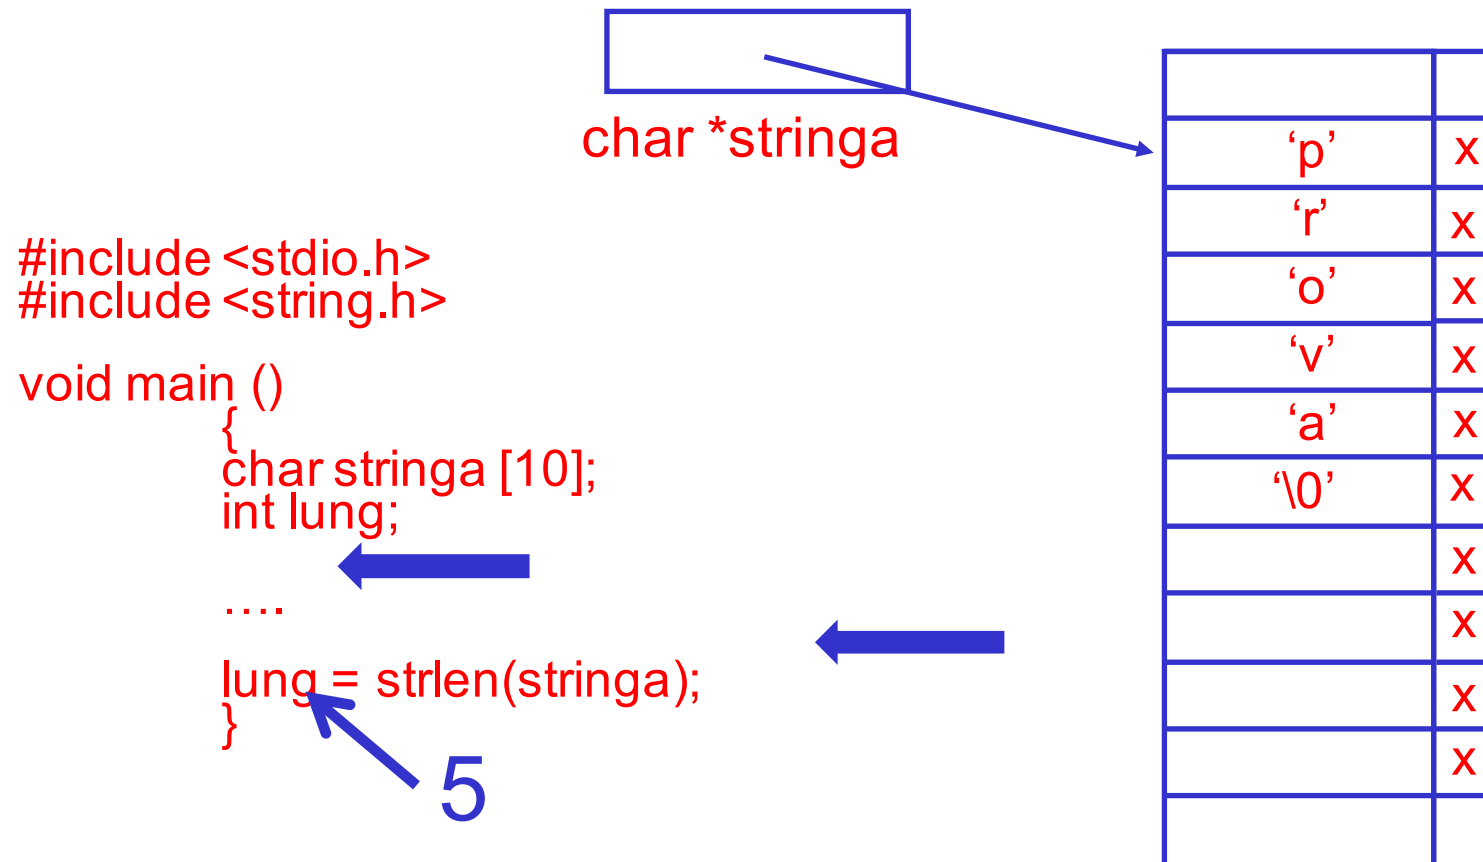 char *stringa
#include <stdio.h>
#include <string.h>
void main ()
{
char stringa [10];
int lung;
….
lung = strlen(stringa);
}
5
‘p’ x
‘r’ x
‘o’ x
‘v’ x
‘a’ x
‘\0’ x
x
x
x
x